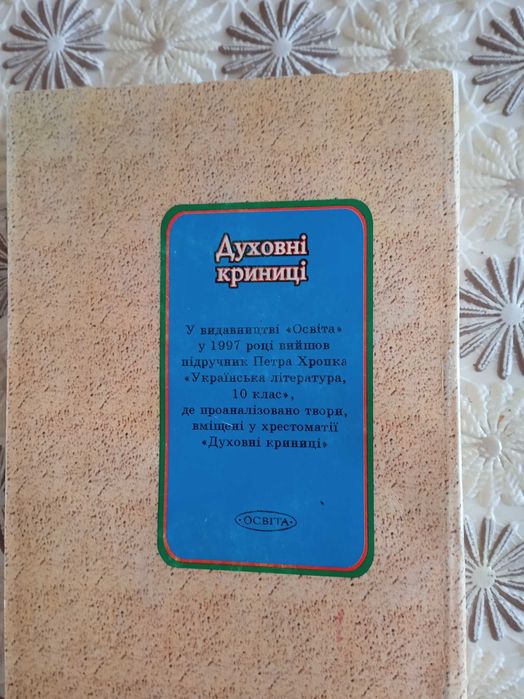 Духовні
криниці
У видавництві «Освіта»
у 1997 році вийшов
підручник Петра Хропка
«Українська література,
10 клас»,
де проаналізовано твори,
вміщені у хрестоматії
«Духовні криниці»
·ОСВІТА·